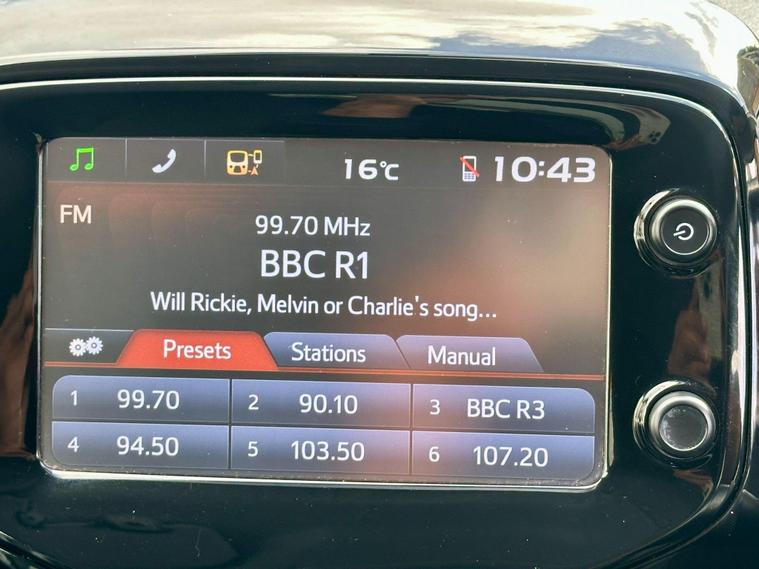 16°C 10:43
FM
99.70 MHz
BBC R1
Will Rickie, Melvin or Charlie's song...
Presets Stations Manual
1 99.70 2 90.10 3 BBC R3
4 94.50 5 103.50 6 107.20